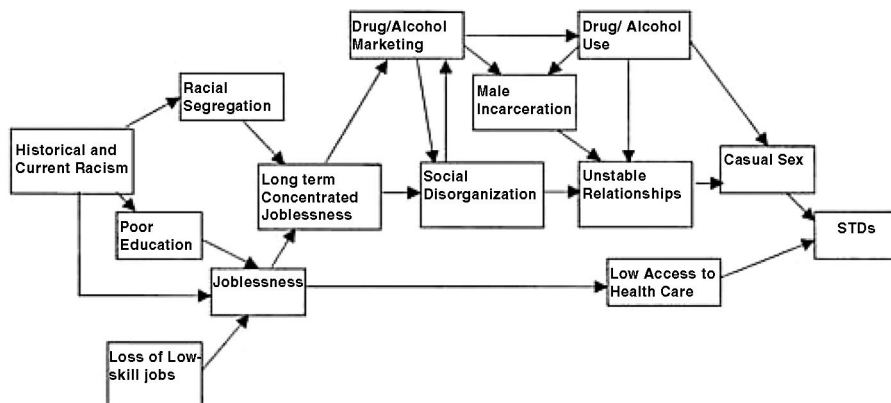 Drug/Alcohol
Marketing
Drug/ Alcohol
Use
Racial
Segregation
Male
Incarceration
Historical and
Current Racism
Long term
Concentrated
Joblessness
Social
Disorganization
Unstable
Relationships
Casual Sex
Poor
Education
STDs
Joblessness
Low Access to
Health Care
Loss of Low-
skill jobs